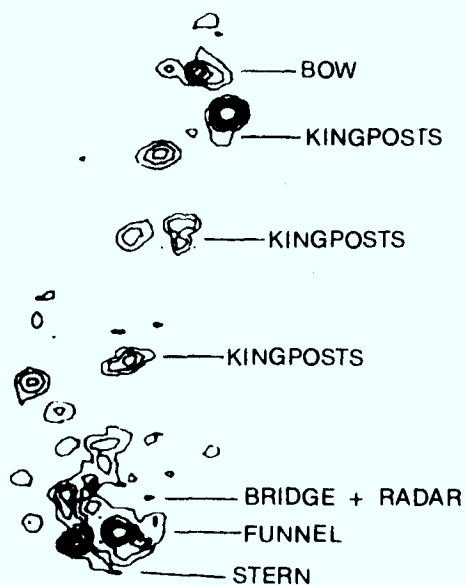 BOW
KINGPOSTS
KINGPOSTS
KINGPOSTS
BRIDGE + RADAR
FUNNEL
STERN